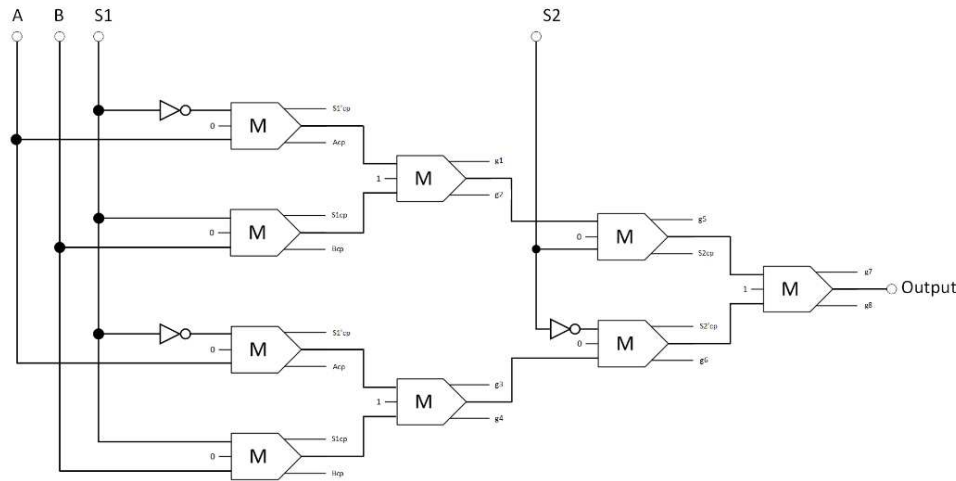 A B S1 S2
S1'cp
M
0
Acp
g1
M
1
g2
S1cp
M
0
Bcp
g5
M
0
S2cp
g7
M
1
Output
g8
S1'cp
M
0
Acp
S2'cp
M
0
g6
g3
M
1
g4
S1cp
M
0
Bcp